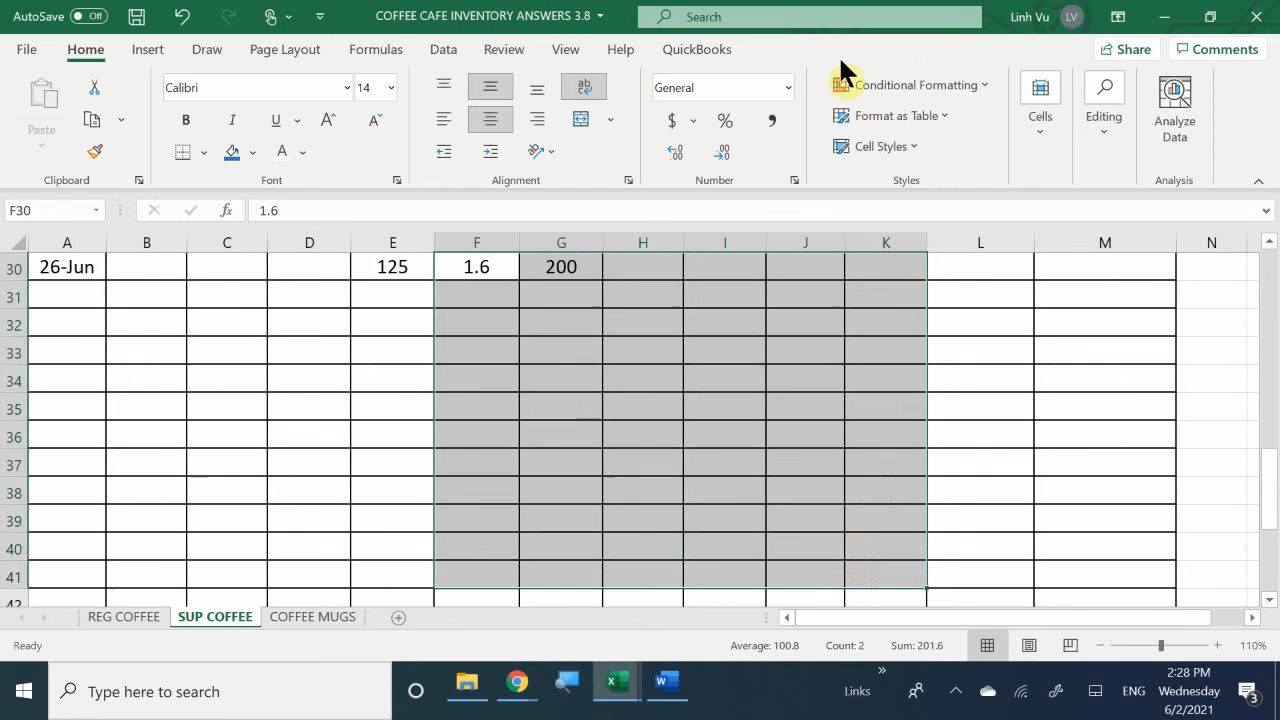 AutoSave Off COFFEE CAFE INVENTORY ANSWERS 3.8 Search Linh Vu LV
File Home Insert Draw Page Layout Formulas Data Review View Help QuickBooks Share Comments
Paste Calibri 14 B I U A A A ab General $ % , .00 .00 Conditional Formatting Format as Table Cell Styles Cells Editing Analyze Data
Clipboard Font Alignment Number Styles Analysis
F30 fx 1.6
A B C D E F G H I J K L M N
30 26-Jun 125 1.6 200
31
32
33
34
35
36
37
38
39
40
41
42
REG COFFEE SUP COFFEE COFFEE MUGS
Ready Average: 100.8 Count: 2 Sum: 201.6 110%
Type here to search Links ENG 2:28 PM
Wednesday
6/2/2021 3